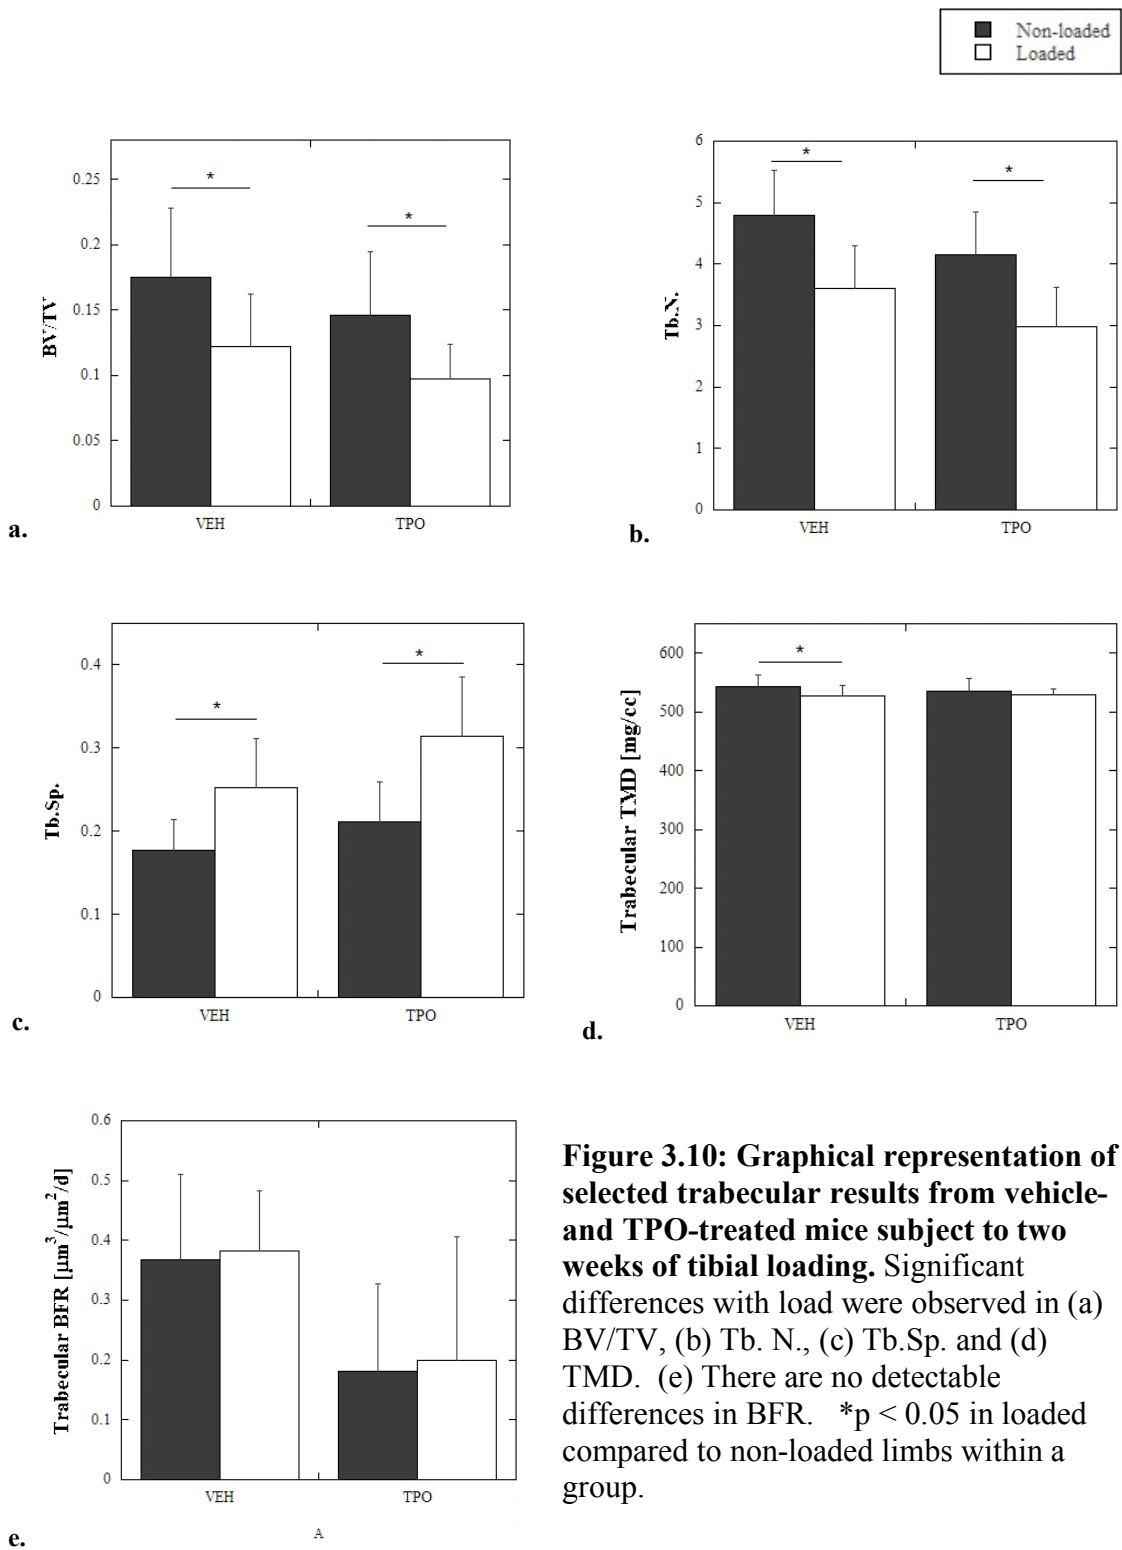 Non-loaded
Loaded
BV/TV
0.25
0.2
0.15
0.1
0.05
0
*
*
VEH
TPO
a.
Tb.N.
6
5
4
3
2
1
0
*
*
VEH
TPO
b.
Tb.Sp.
0.4
0.3
0.2
0.1
0
*
*
VEH
TPO
c.
Trabecular TMD [mg/cc]
600
500
400
300
200
100
0
*
VEH
TPO
d.
Trabecular BFR [μm³/μm²/d]
0.6
0.5
0.4
0.3
0.2
0.1
0
VEH
TPO
A
e.
Figure 3.10: Graphical representation of
selected trabecular results from vehicle-
and TPO-treated mice subject to two
weeks of tibial loading. Significant
differences with load were observed in (a)
BV/TV, (b) Tb. N., (c) Tb.Sp. and (d)
TMD. (e) There are no detectable
differences in BFR. *p < 0.05 in loaded
compared to non-loaded limbs within a
group.